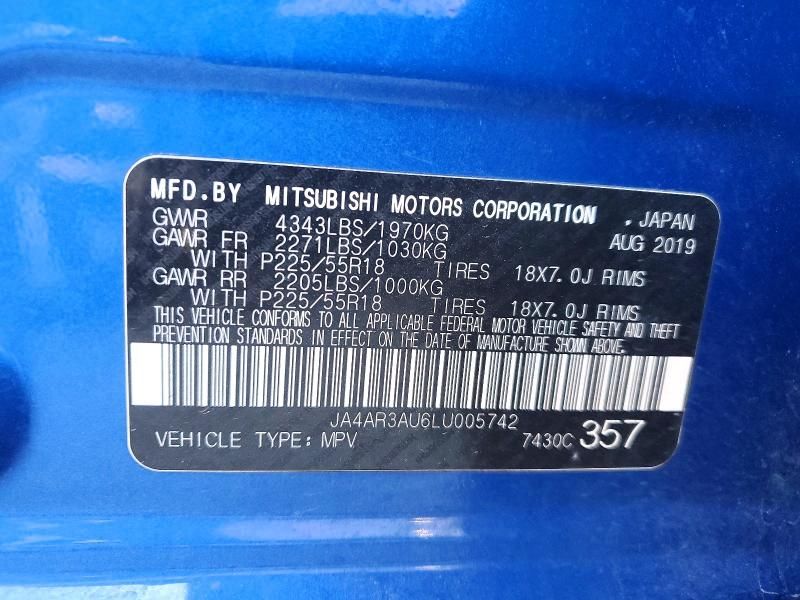 MFD.BY MITSUBISHI MOTORS CORPORATION . JAPAN
GVWR 4343LBS/1970KG AUG 2019
GAWR FR 2271LBS/1030KG
WITH P225/55R18 TIRES 18X7.0J RIMS
GAWR RR 2205LBS/1000KG
WITH P225/55R18 TIRES 18X7.0J RIMS
THIS VEHICLE CONFORMS TO ALL APPLICABLE FEDERAL MOTOR VEHICLE SAFETY AND THEFT
PREVENTION STANDARDS IN EFFECT ON THE DATE OF MANUFACTURE SHOWN ABOVE.
JA4AR3AU6LU005742
VEHICLE TYPE: MPV 7430C 357